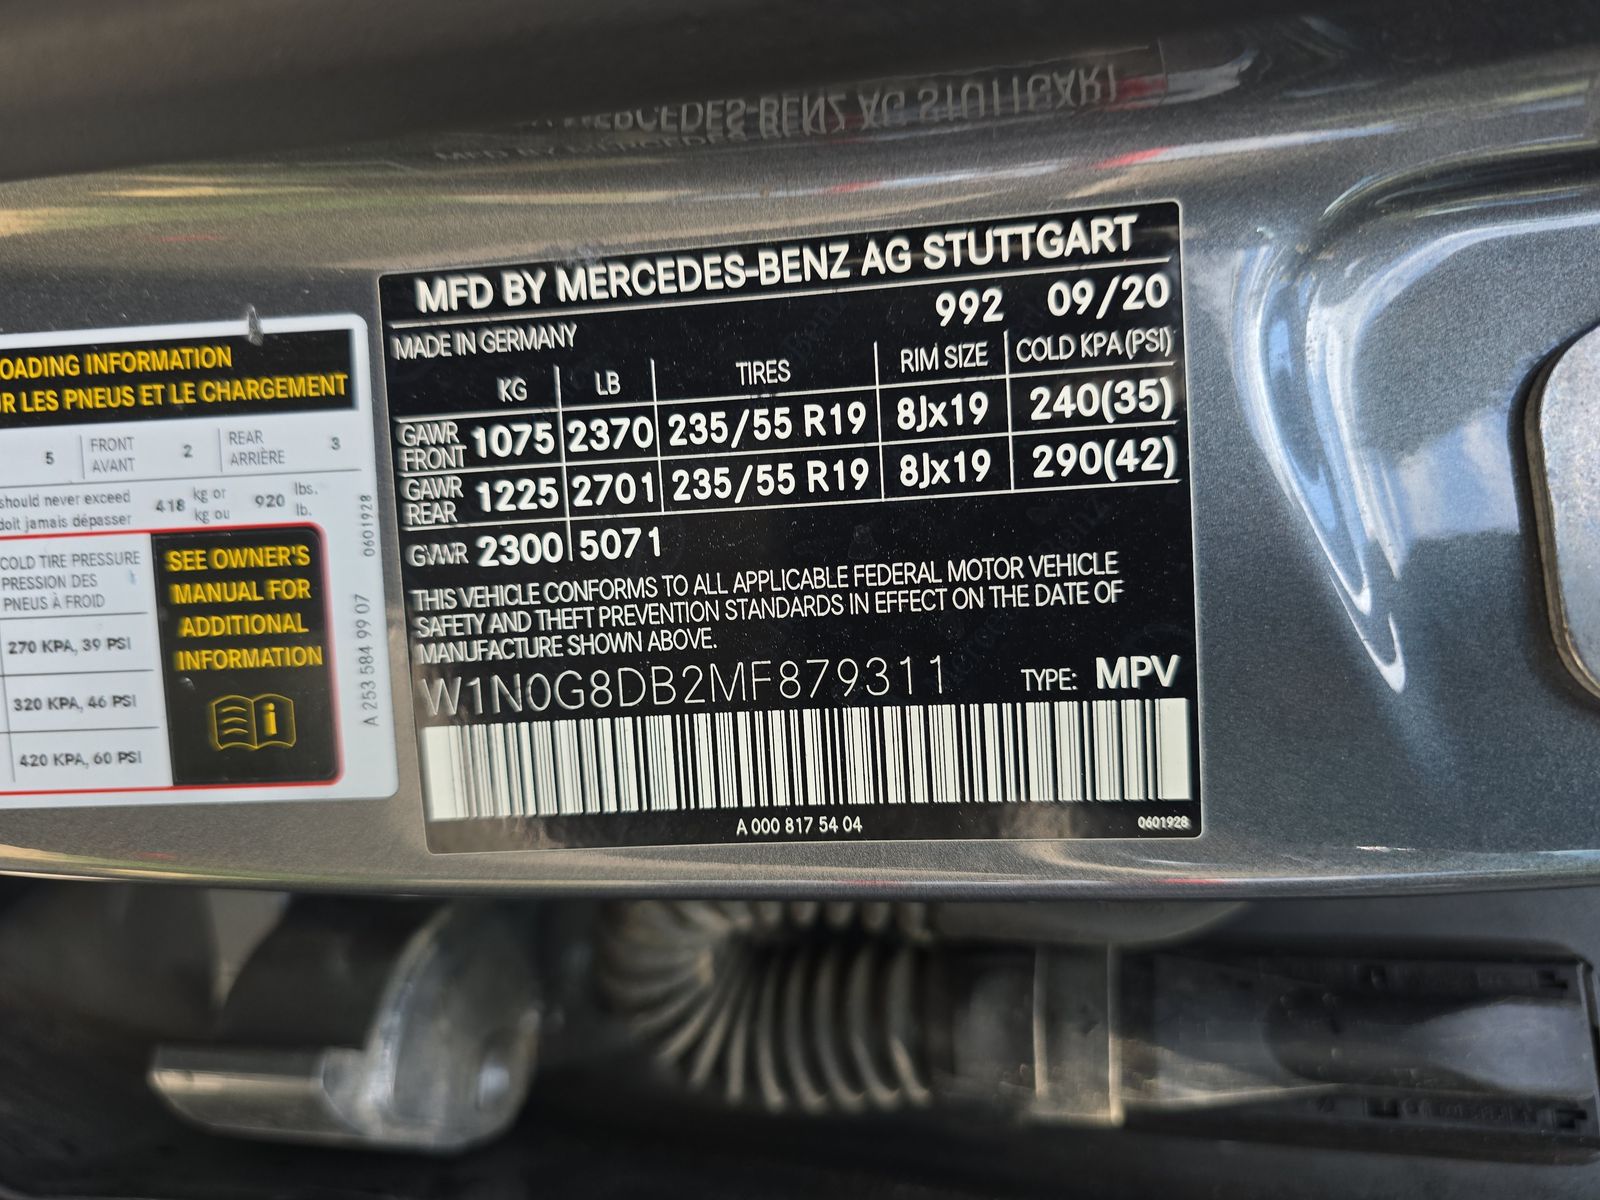 OADING INFORMATION
R LES PNEUS ET LE CHARGEMENT
5 FRONT AVANT 2 REAR ARRIÈRE 3
should never exceed 418 kg or 920 lbs.
doit jamais dépasser kg ou lb.
COLD TIRE PRESSURE
PRESSION DES
PNEUS À FROID
270 KPA, 39 PSI
320 KPA, 46 PSI
420 KPA, 60 PSI
SEE OWNER'S
MANUAL FOR
ADDITIONAL
INFORMATION
A 253 584 99 07 0601928
MFD BY MERCEDES-BENZ AG STUTTGART
992 09/20
MADE IN GERMANY
KG LB TIRES RIM SIZE COLD KPA(PSI)
GAWR FRONT 1075 2370 235/55 R19 8Jx19 240(35)
GAWR REAR 1225 2701 235/55 R19 8Jx19 290(42)
GVWR 2300 5071
THIS VEHICLE CONFORMS TO ALL APPLICABLE FEDERAL MOTOR VEHICLE
SAFETY AND THEFT PREVENTION STANDARDS IN EFFECT ON THE DATE OF
MANUFACTURE SHOWN ABOVE.
W1N0G8DB2MF879311 TYPE: MPV
A 000 817 54 04 0601928